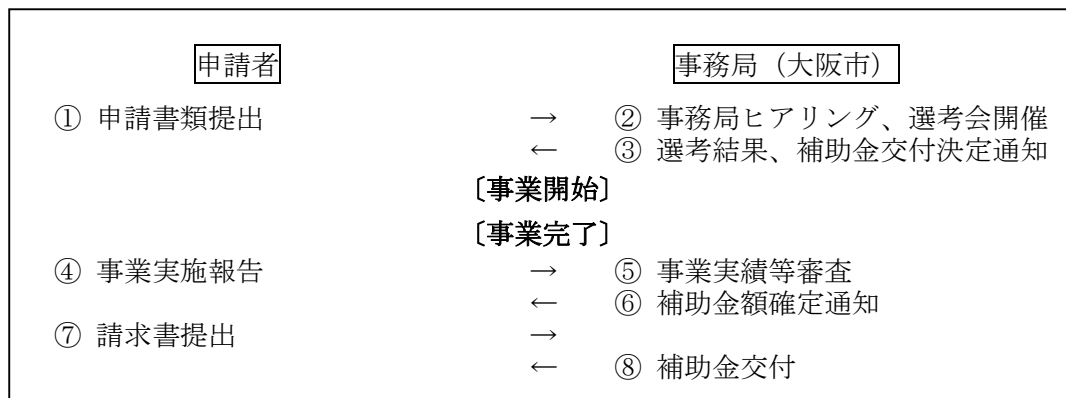 申請者 事務局（大阪市）
① 申請書類提出 → ② 事務局ヒアリング、選考会開催
← ③ 選考結果、補助金交付決定通知
〔事業開始〕
〔事業完了〕
④ 事業実施報告 → ⑤ 事業実績等審査
← ⑥ 補助金額確定通知
⑦ 請求書提出 →
← ⑧ 補助金交付